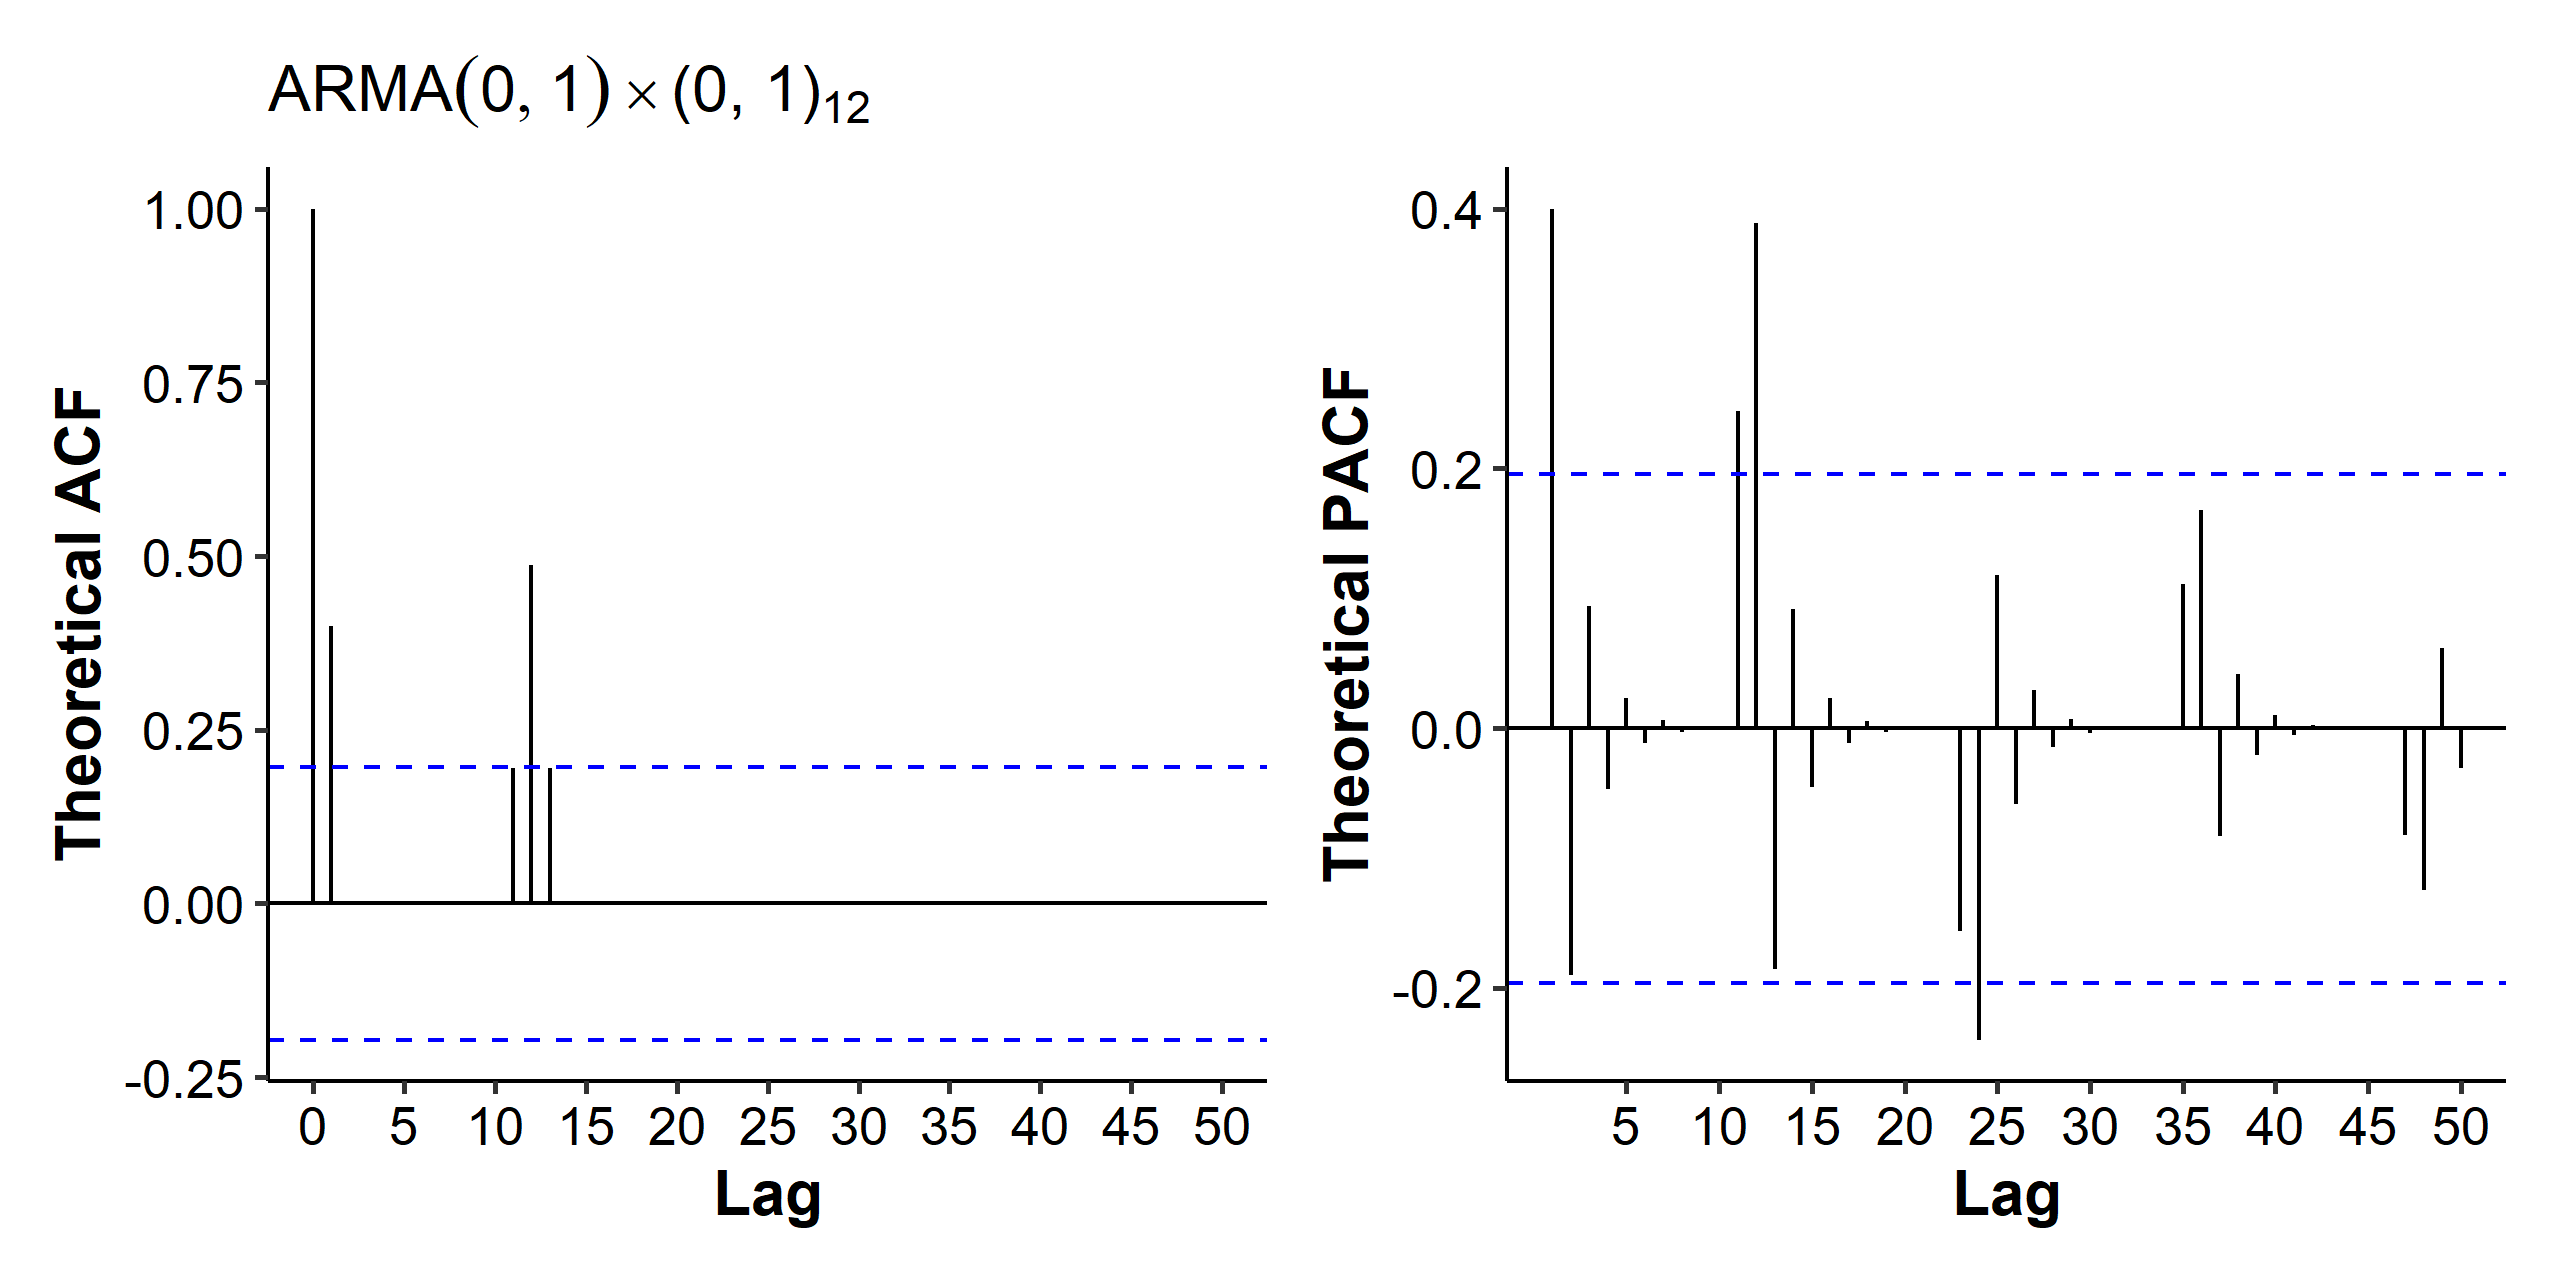 ARMA(0, 1) × (0, 1)₁₂
Theoretical ACF
1.00
0.75
0.50
0.25
0.00
-0.25
0 5 10 15 20 25 30 35 40 45 50
Lag
Theoretical PACF
0.4
0.2
0.0
-0.2
5 10 15 20 25 30 35 40 45 50
Lag